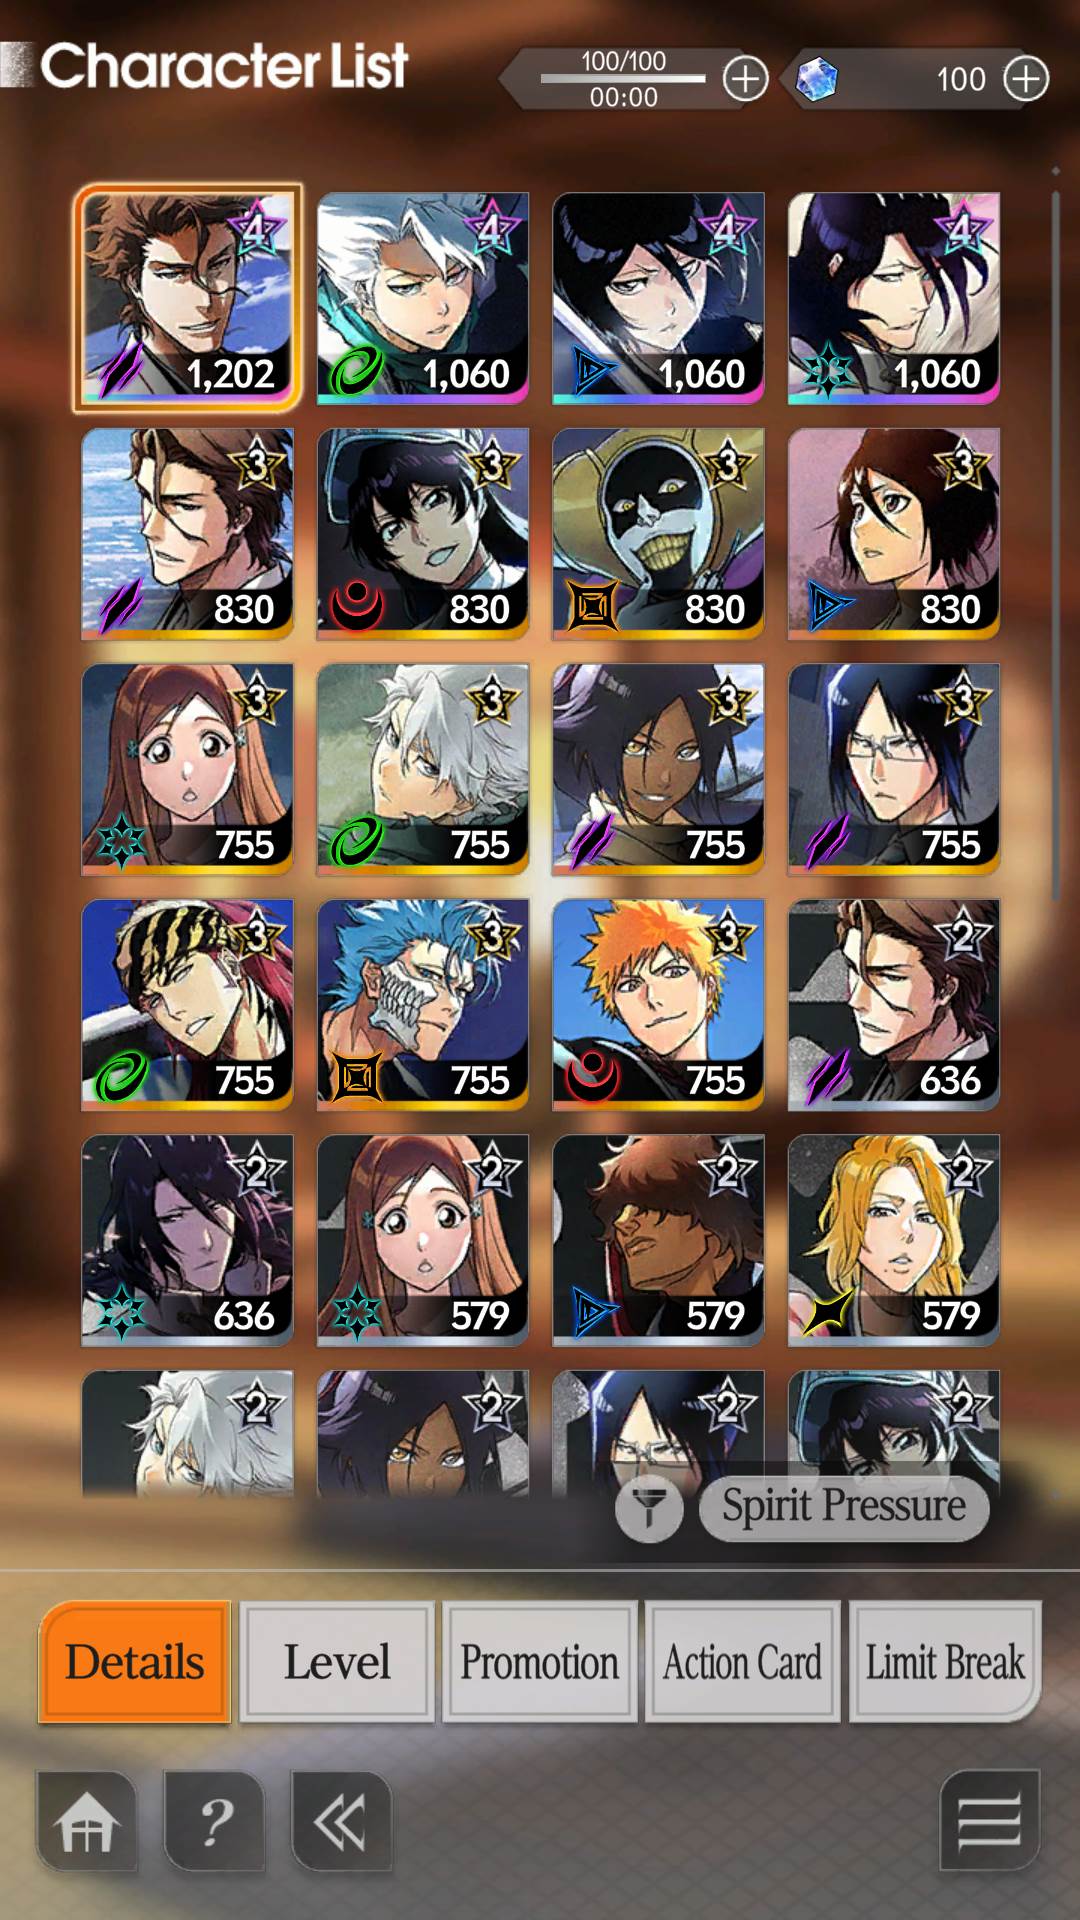 Character List
100/100
00:00
100
4 4 4 4
1,202 1,060 1,060 1,060
3 3 3 3
830 830 830 830
3 3 3 3
755 755 755 755
3 3 3 2
755 755 755 636
2 2 2 2
636 579 579 579
2 2 2 2
Spirit Pressure
Details Level Promotion Action Card Limit Break
?